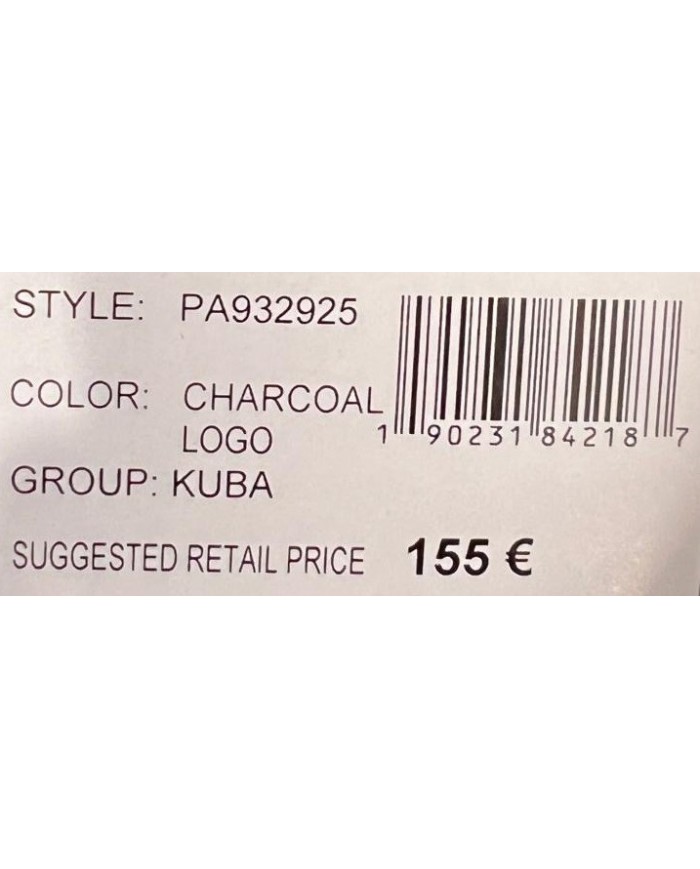 STYLE: PA932925
COLOR: CHARCOAL
LOGO
GROUP: KUBA
SUGGESTED RETAIL PRICE 155 €
1 90231 84218 7